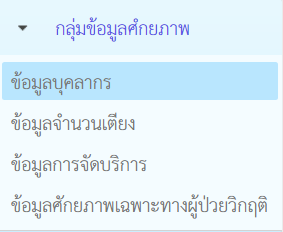 กลุ่มข้อมูลศักยภาพ
ข้อมูลบุคลากร
ข้อมูลจำนวนเตียง
ข้อมูลการจัดบริการ
ข้อมูลศักยภาพเฉพาะทางผู้ป่วยวิกฤติ